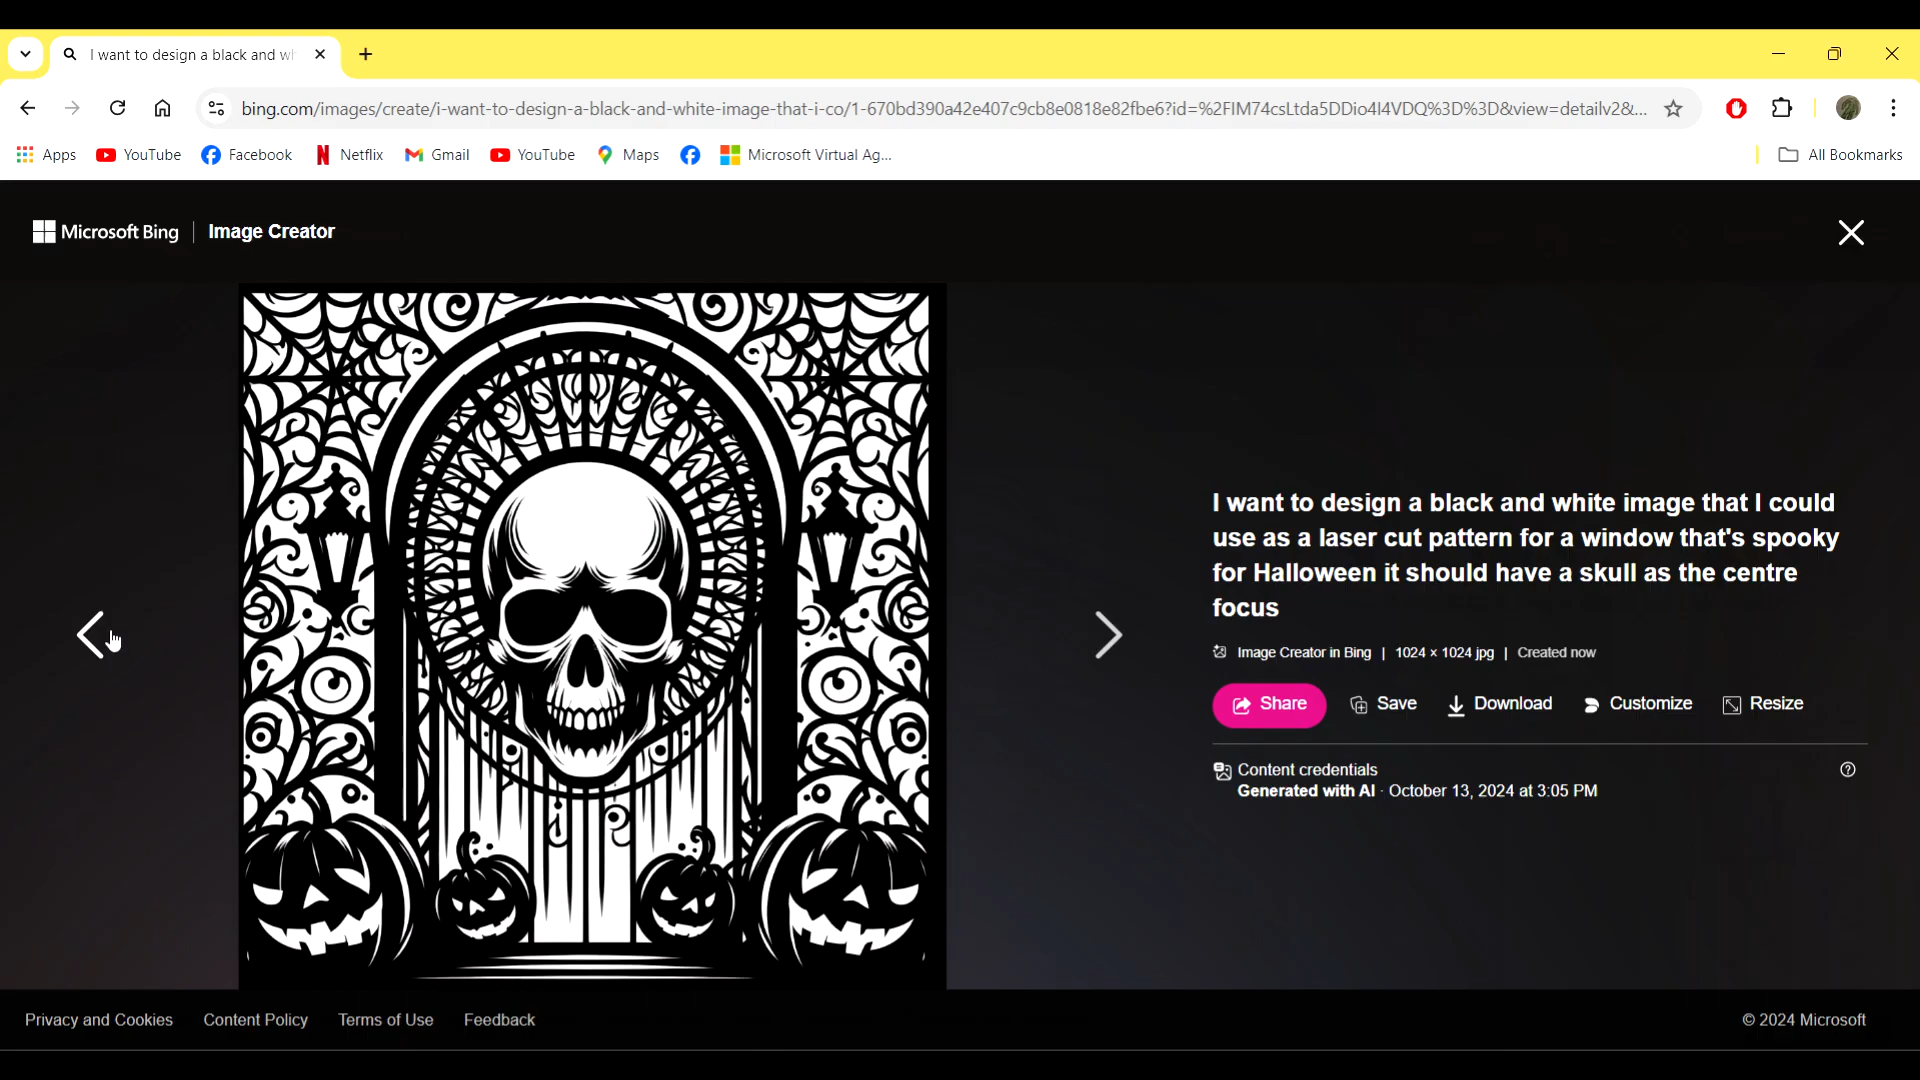 I want to design a black and wh
bing.com/images/create/i-want-to-design-a-black-and-white-image-that-i-co/1-670bd390a42e407c9cb8e0818e82fbe6?id=%2FIM74csLtda5DDio4l4VDQ%3D%3D&view=detailv2&...
Apps YouTube Facebook Netflix Gmail YouTube Maps Microsoft Virtual Ag... All Bookmarks
Microsoft Bing Image Creator
I want to design a black and white image that I could
use as a laser cut pattern for a window that's spooky
for Halloween it should have a skull as the centre
focus
Image Creator in Bing | 1024 × 1024 jpg | Created now
Share Save Download Customize Resize
Content credentials
Generated with AI · October 13, 2024 at 3:05 PM
Privacy and Cookies Content Policy Terms of Use Feedback © 2024 Microsoft